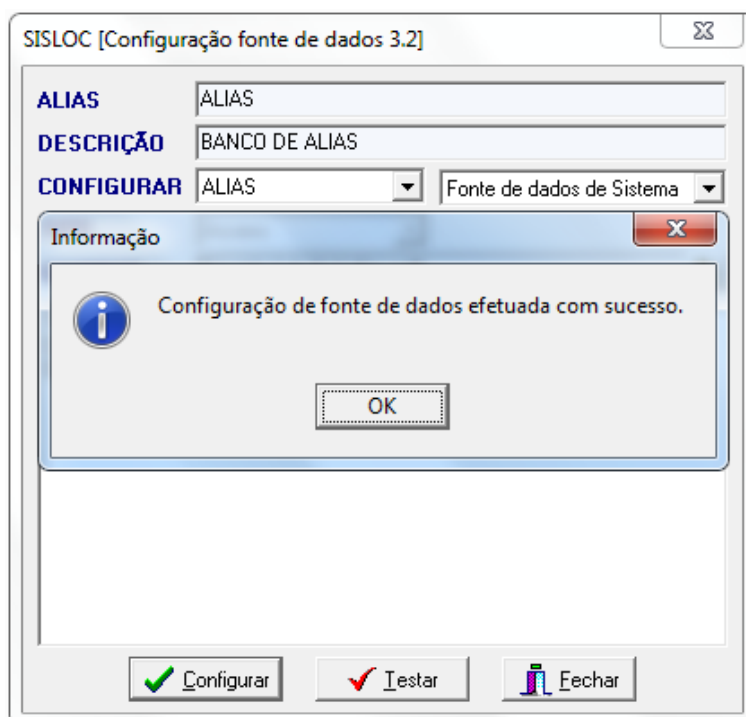 SISLOC [Configuração fonte de dados 3.2]
ALIAS ALIAS
DESCRIÇÃO BANCO DE ALIAS
CONFIGURAR ALIAS Fonte de dados de Sistema
Informação
Configuração de fonte de dados efetuada com sucesso.
OK
Configurar Testar Fechar